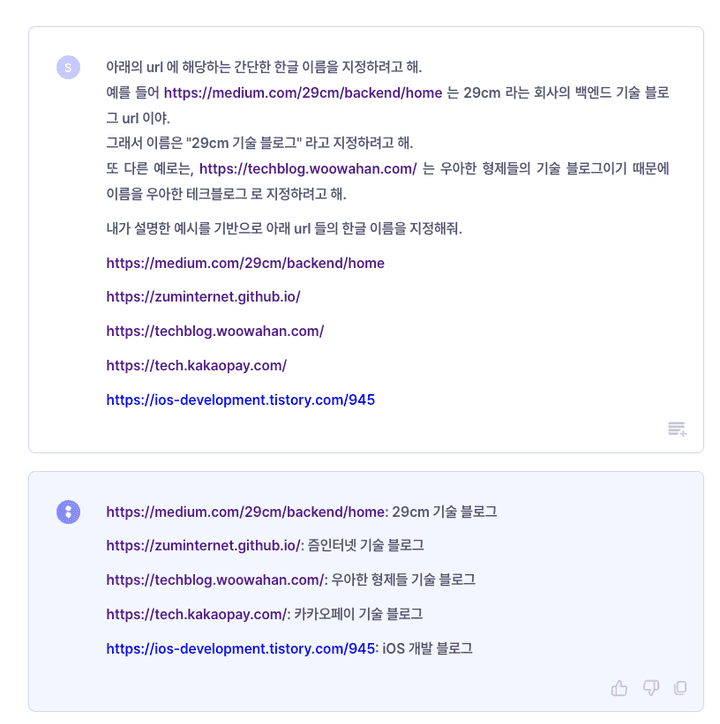 S
아래의 url 에 해당하는 간단한 한글 이름을 지정하려고 해.
예를 들어 https://medium.com/29cm/backend/home 는 29cm 라는 회사의 백엔드 기술 블로
그 url 이야.
그래서 이름은 "29cm 기술 블로그" 라고 지정하려고 해.
또 다른 예로는, https://techblog.woowahan.com/ 는 우아한 형제들의 기술 블로그이기 때문에
이름을 우아한 테크블로그 로 지정하려고 해.
내가 설명한 예시를 기반으로 아래 url 들의 한글 이름을 지정해줘.
https://medium.com/29cm/backend/home
https://zuminternet.github.io/
https://techblog.woowahan.com/
https://tech.kakaopay.com/
https://ios-development.tistory.com/945
https://medium.com/29cm/backend/home: 29cm 기술 블로그
https://zuminternet.github.io/: 즘인터넷 기술 블로그
https://techblog.woowahan.com/: 우아한 형제들 기술 블로그
https://tech.kakaopay.com/: 카카오페이 기술 블로그
https://ios-development.tistory.com/945: iOS 개발 블로그